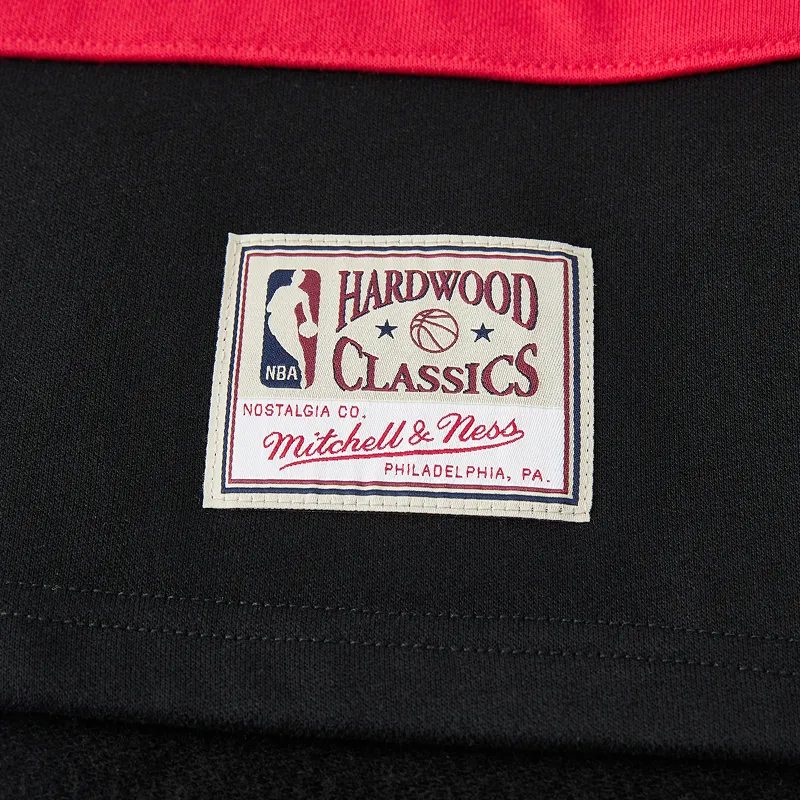 HARDWOOD
CLASSICS
NBA
NOSTALGIA CO.
Mitchell & Ness
PHILADELPHIA, PA.